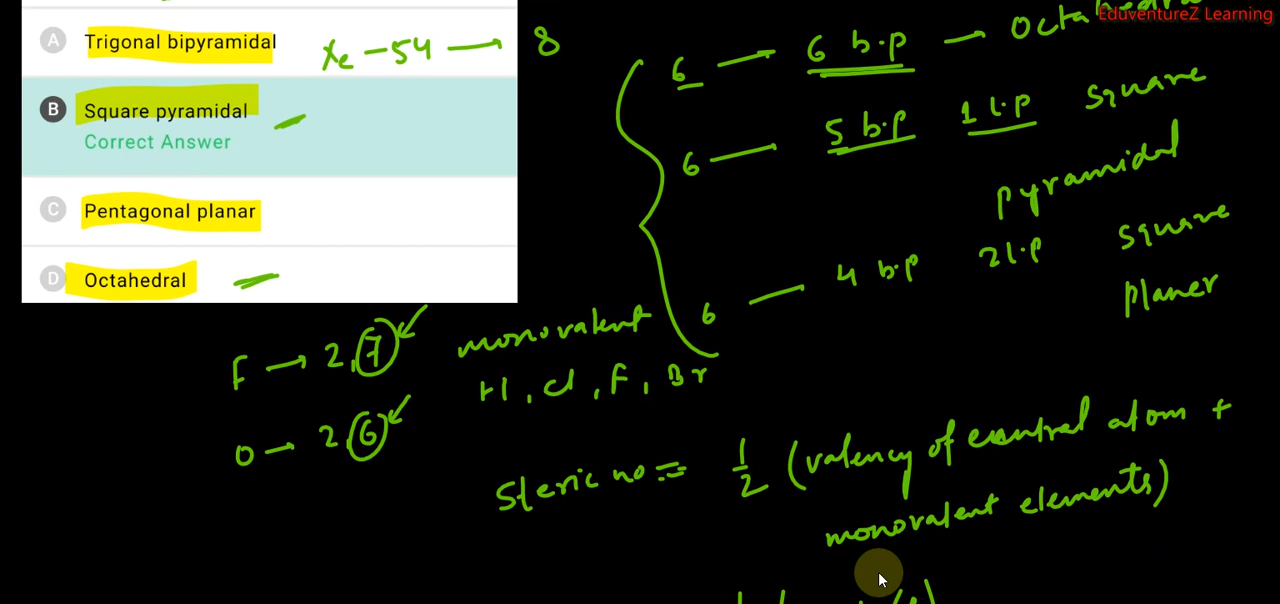 EduventureZ Learning
A Trigonal bipyramidal
Xe - 54 → 8
B Square pyramidal
Correct Answer
C Pentagonal planar
D Octahedral
6 → 6 b.p → Octahedra
6 — 5 b.p 1 l.p square
pyramidal
6 — 4 b.p 2 l.p square
planer
F → 2,7
O → 2,6
monovalent
H, Cl, F, Br
Steric no = 1/2 (valency of central atom +
monovalent elements)